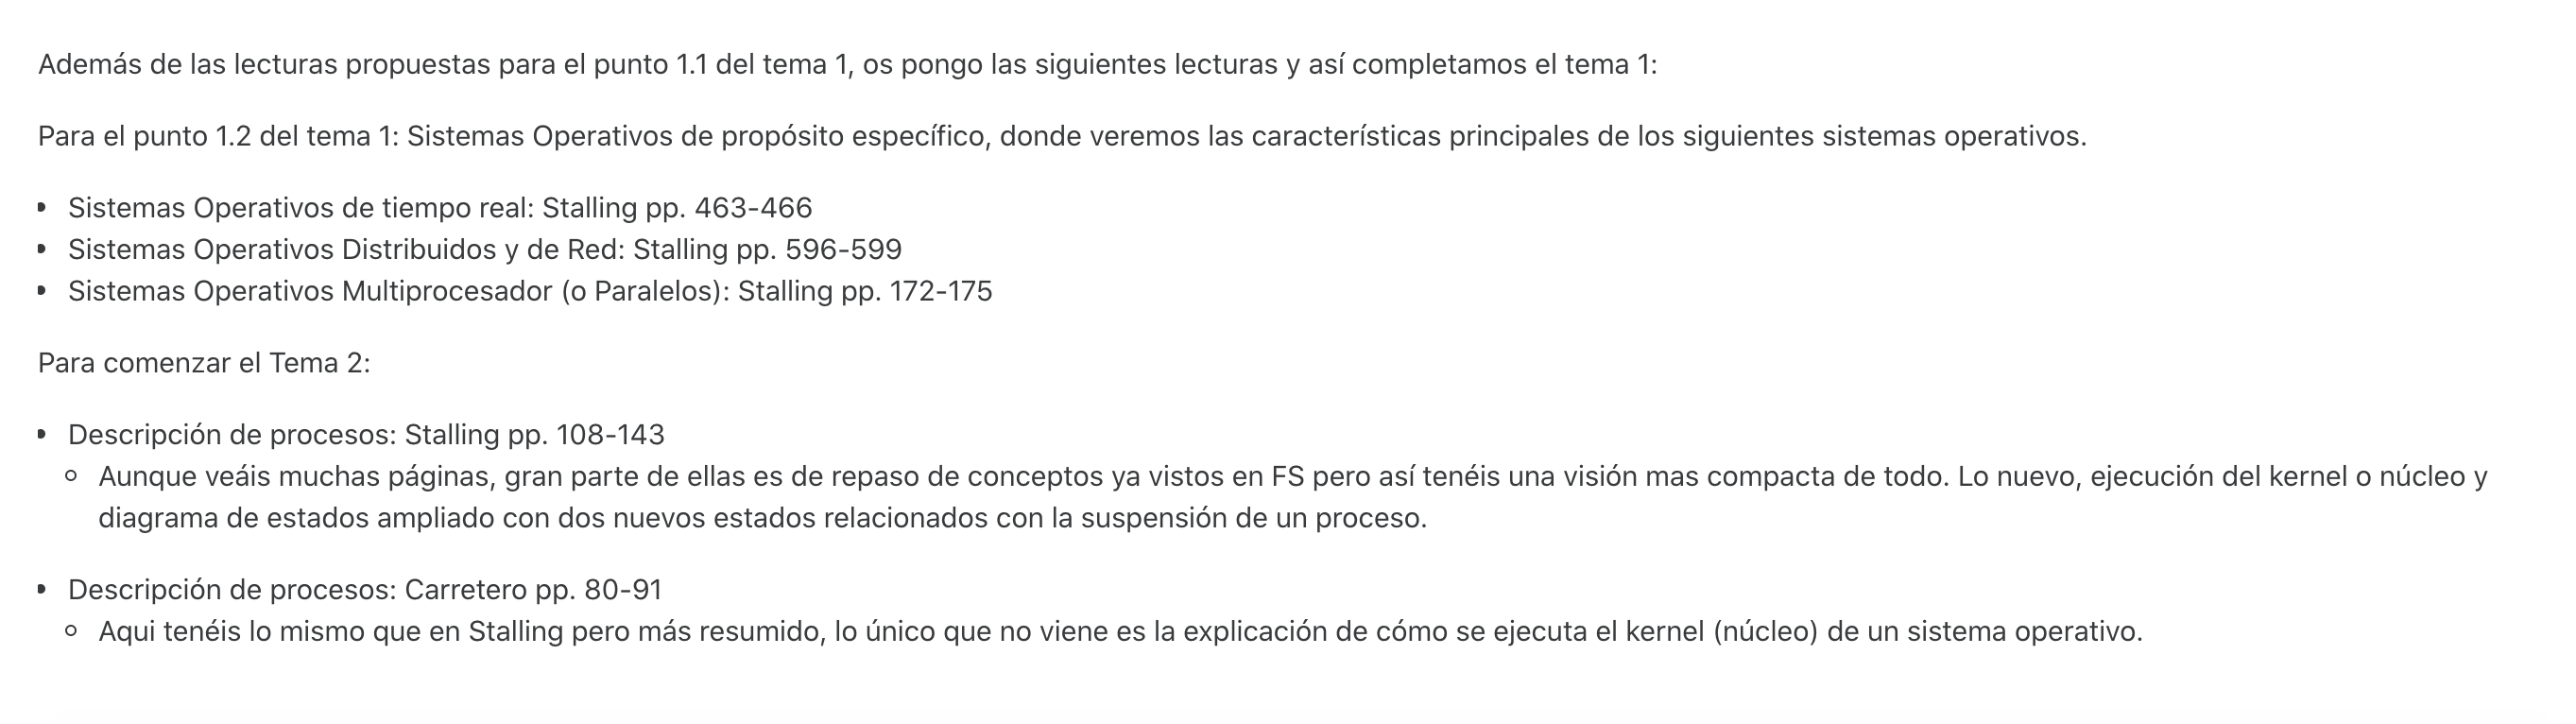 Además de las lecturas propuestas para el punto 1.1 del tema 1, os pongo las siguientes lecturas y así completamos el tema 1:
Para el punto 1.2 del tema 1: Sistemas Operativos de propósito específico, donde veremos las características principales de los siguientes sistemas operativos.
• Sistemas Operativos de tiempo real: Stalling pp. 463-466
• Sistemas Operativos Distribuidos y de Red: Stalling pp. 596-599
• Sistemas Operativos Multiprocesador (o Paralelos): Stalling pp. 172-175
Para comenzar el Tema 2:
• Descripción de procesos: Stalling pp. 108-143
◦ Aunque veáis muchas páginas, gran parte de ellas es de repaso de conceptos ya vistos en FS pero así tenéis una visión mas compacta de todo. Lo nuevo, ejecución del kernel o núcleo y
diagrama de estados ampliado con dos nuevos estados relacionados con la suspensión de un proceso.
• Descripción de procesos: Carretero pp. 80-91
◦ Aqui tenéis lo mismo que en Stalling pero más resumido, lo único que no viene es la explicación de cómo se ejecuta el kernel (núcleo) de un sistema operativo.